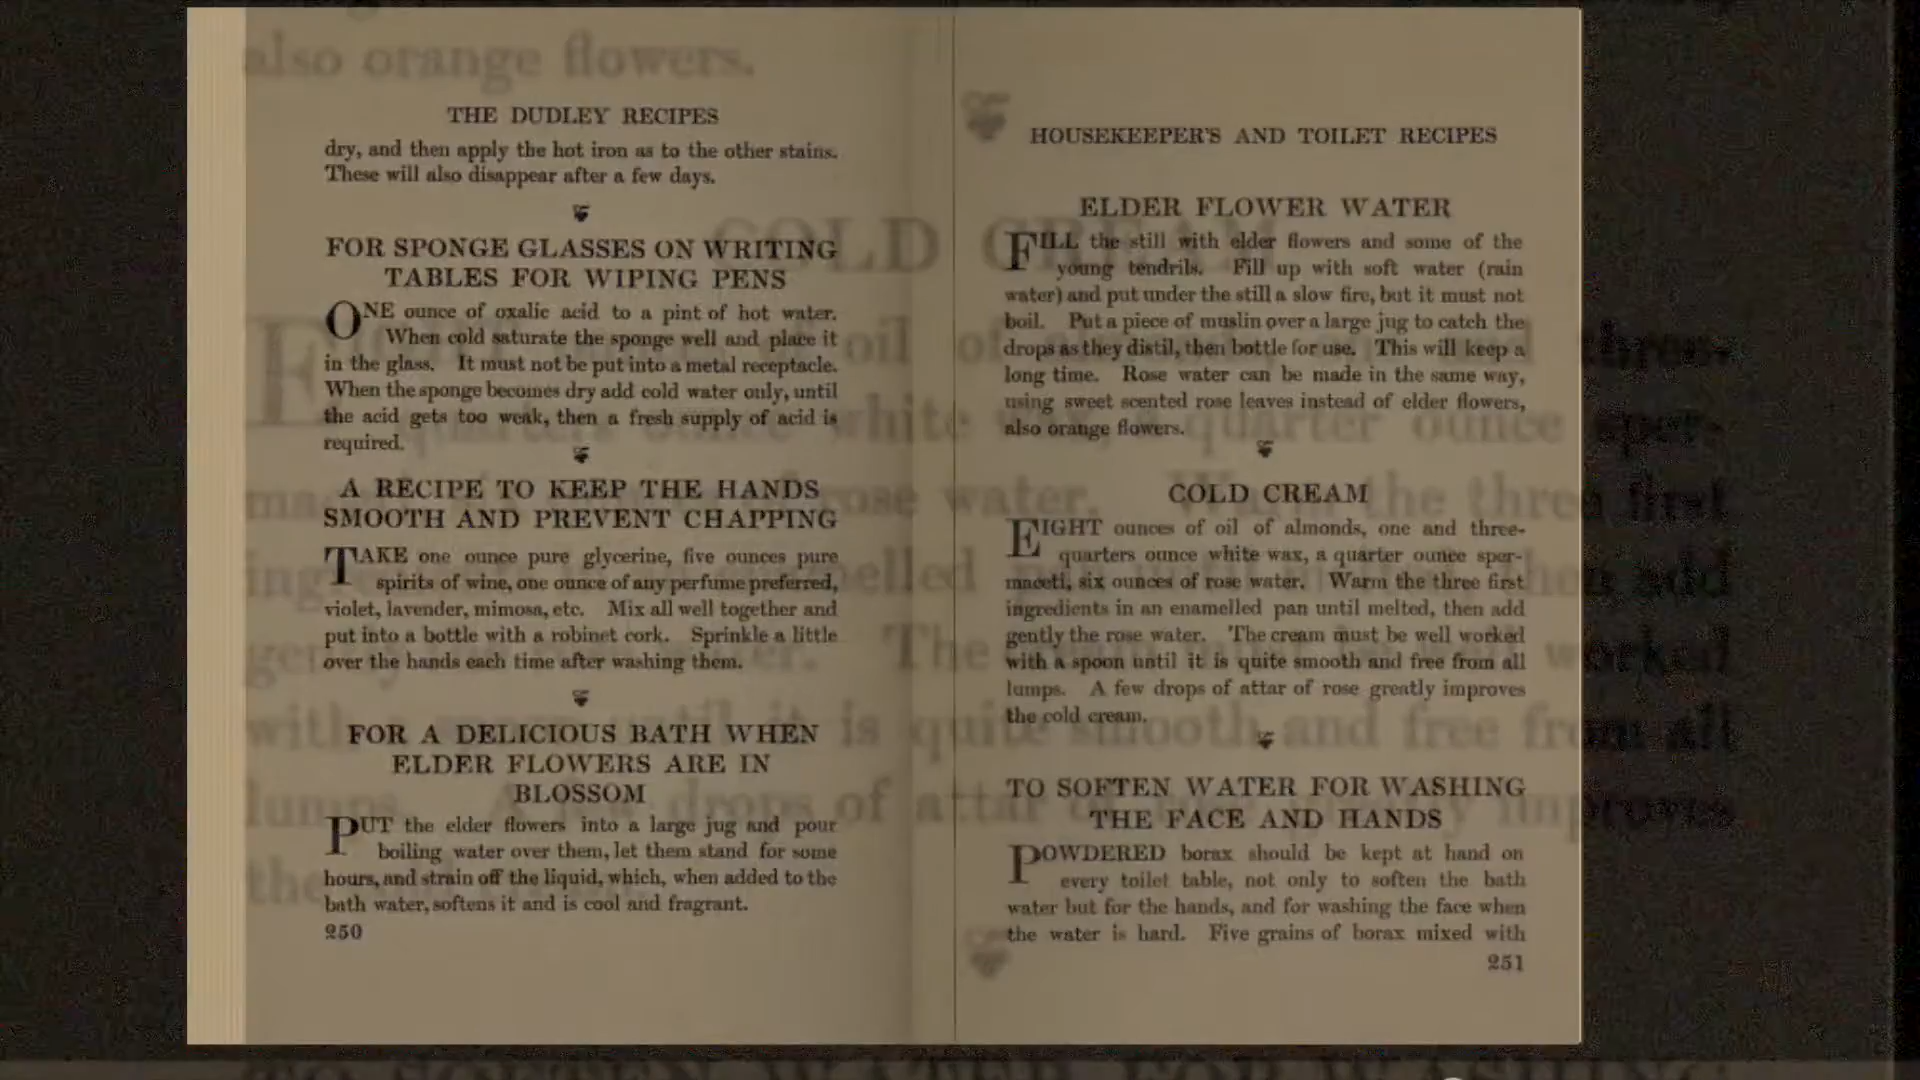 THE DUDLEY RECIPES
dry, and then apply the hot iron as to the other stains.
These will also disappear after a few days.
FOR SPONGE GLASSES ON WRITING
TABLES FOR WIPING PENS
ONE ounce of oxalic acid to a pint of hot water.
When cold saturate the sponge well and place it
in the glass. It must not be put into a metal receptacle.
When the sponge becomes dry add cold water only, until
the acid gets too weak, then a fresh supply of acid is
required.
A RECIPE TO KEEP THE HANDS
SMOOTH AND PREVENT CHAPPING
TAKE one ounce pure glycerine, five ounces pure
spirits of wine, one ounce of any perfume preferred,
violet, lavender, mimosa, etc. Mix all well together and
put into a bottle with a robinet cork. Sprinkle a little
over the hands each time after washing them.
FOR A DELICIOUS BATH WHEN
ELDER FLOWERS ARE IN
BLOSSOM
PUT the elder flowers into a large jug and pour
boiling water over them, let them stand for some
hours, and strain off the liquid, which, when added to the
bath water, softens it and is cool and fragrant.
250
HOUSEKEEPER'S AND TOILET RECIPES
ELDER FLOWER WATER
FILL the still with elder flowers and some of the
young tendrils. Fill up with soft water (rain
water) and put under the still a slow fire, but it must not
boil. Put a piece of muslin over a large jug to catch the
drops as they distil, then bottle for use. This will keep a
long time. Rose water can be made in the same way,
using sweet scented rose leaves instead of elder flowers,
also orange flowers.
COLD CREAM
EIGHT ounces of oil of almonds, one and three-
quarters ounce white wax, a quarter ounce sper-
maceti, six ounces of rose water. Warm the three first
ingredients in an enamelled pan until melted, then add
gently the rose water. The cream must be well worked
with a spoon until it is quite smooth and free from all
lumps. A few drops of attar of rose greatly improves
the cold cream.
TO SOFTEN WATER FOR WASHING
THE FACE AND HANDS
POWDERED borax should be kept at hand on
every toilet table, not only to soften the bath
water but for the hands, and for washing the face when
the water is hard. Five grains of borax mixed with
251